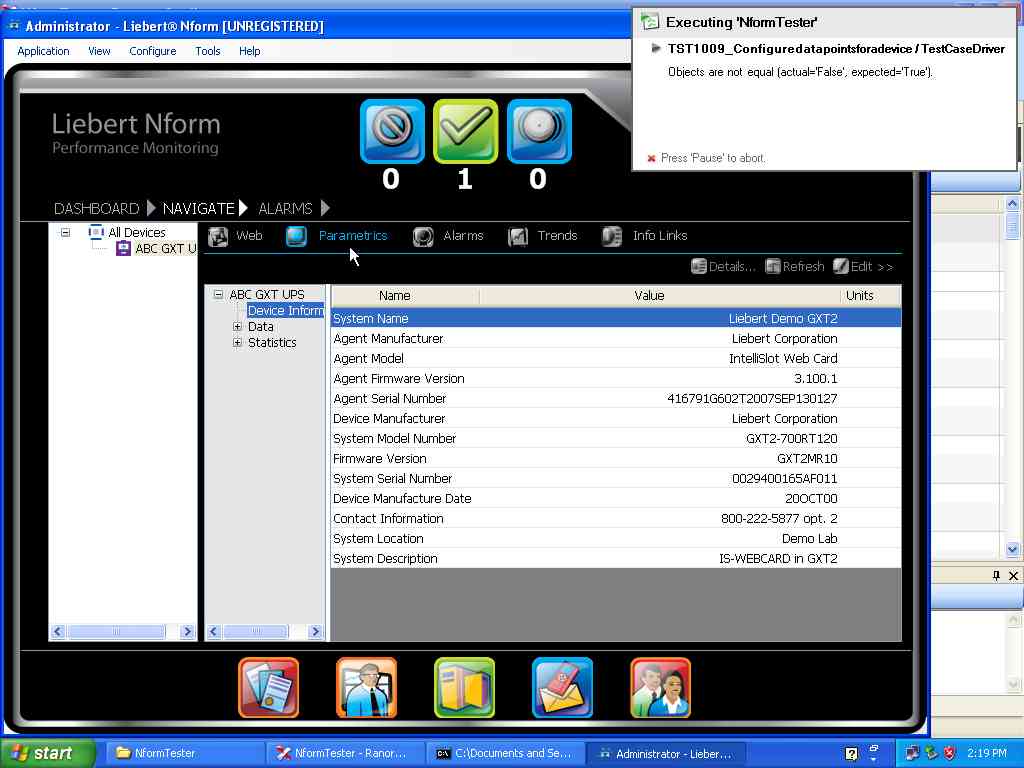 Administrator - Liebert® Nform [UNREGISTERED]
Application View Configure Tools Help
Executing 'NformTester'
TST1009_Configuredatapointsforadevice / TestCaseDriver
Objects are not equal (actual='False', expected='True').
Press 'Pause' to abort.
Liebert Nform
Performance Monitoring
0 1 0
DASHBOARD NAVIGATE ALARMS
All Devices
ABC GXT U
Web Parametrics Alarms Trends Info Links
Details... Refresh Edit >>
ABC GXT UPS
Device Inform
Data
Statistics
Name Value Units
System Name Liebert Demo GXT2
Agent Manufacturer Liebert Corporation
Agent Model IntelliSlot Web Card
Agent Firmware Version 3.100.1
Agent Serial Number 416791G602T2007SEP130127
Device Manufacturer Liebert Corporation
System Model Number GXT2-700RT120
Firmware Version GXT2MR10
System Serial Number 0029400165AF011
Device Manufacture Date 20OCT00
Contact Information 800-222-5877 opt. 2
System Location Demo Lab
System Description IS-WEBCARD in GXT2
start NformTester NformTester - Ranor... C:\Documents and Se... Administrator - Lieber... 2:19 PM